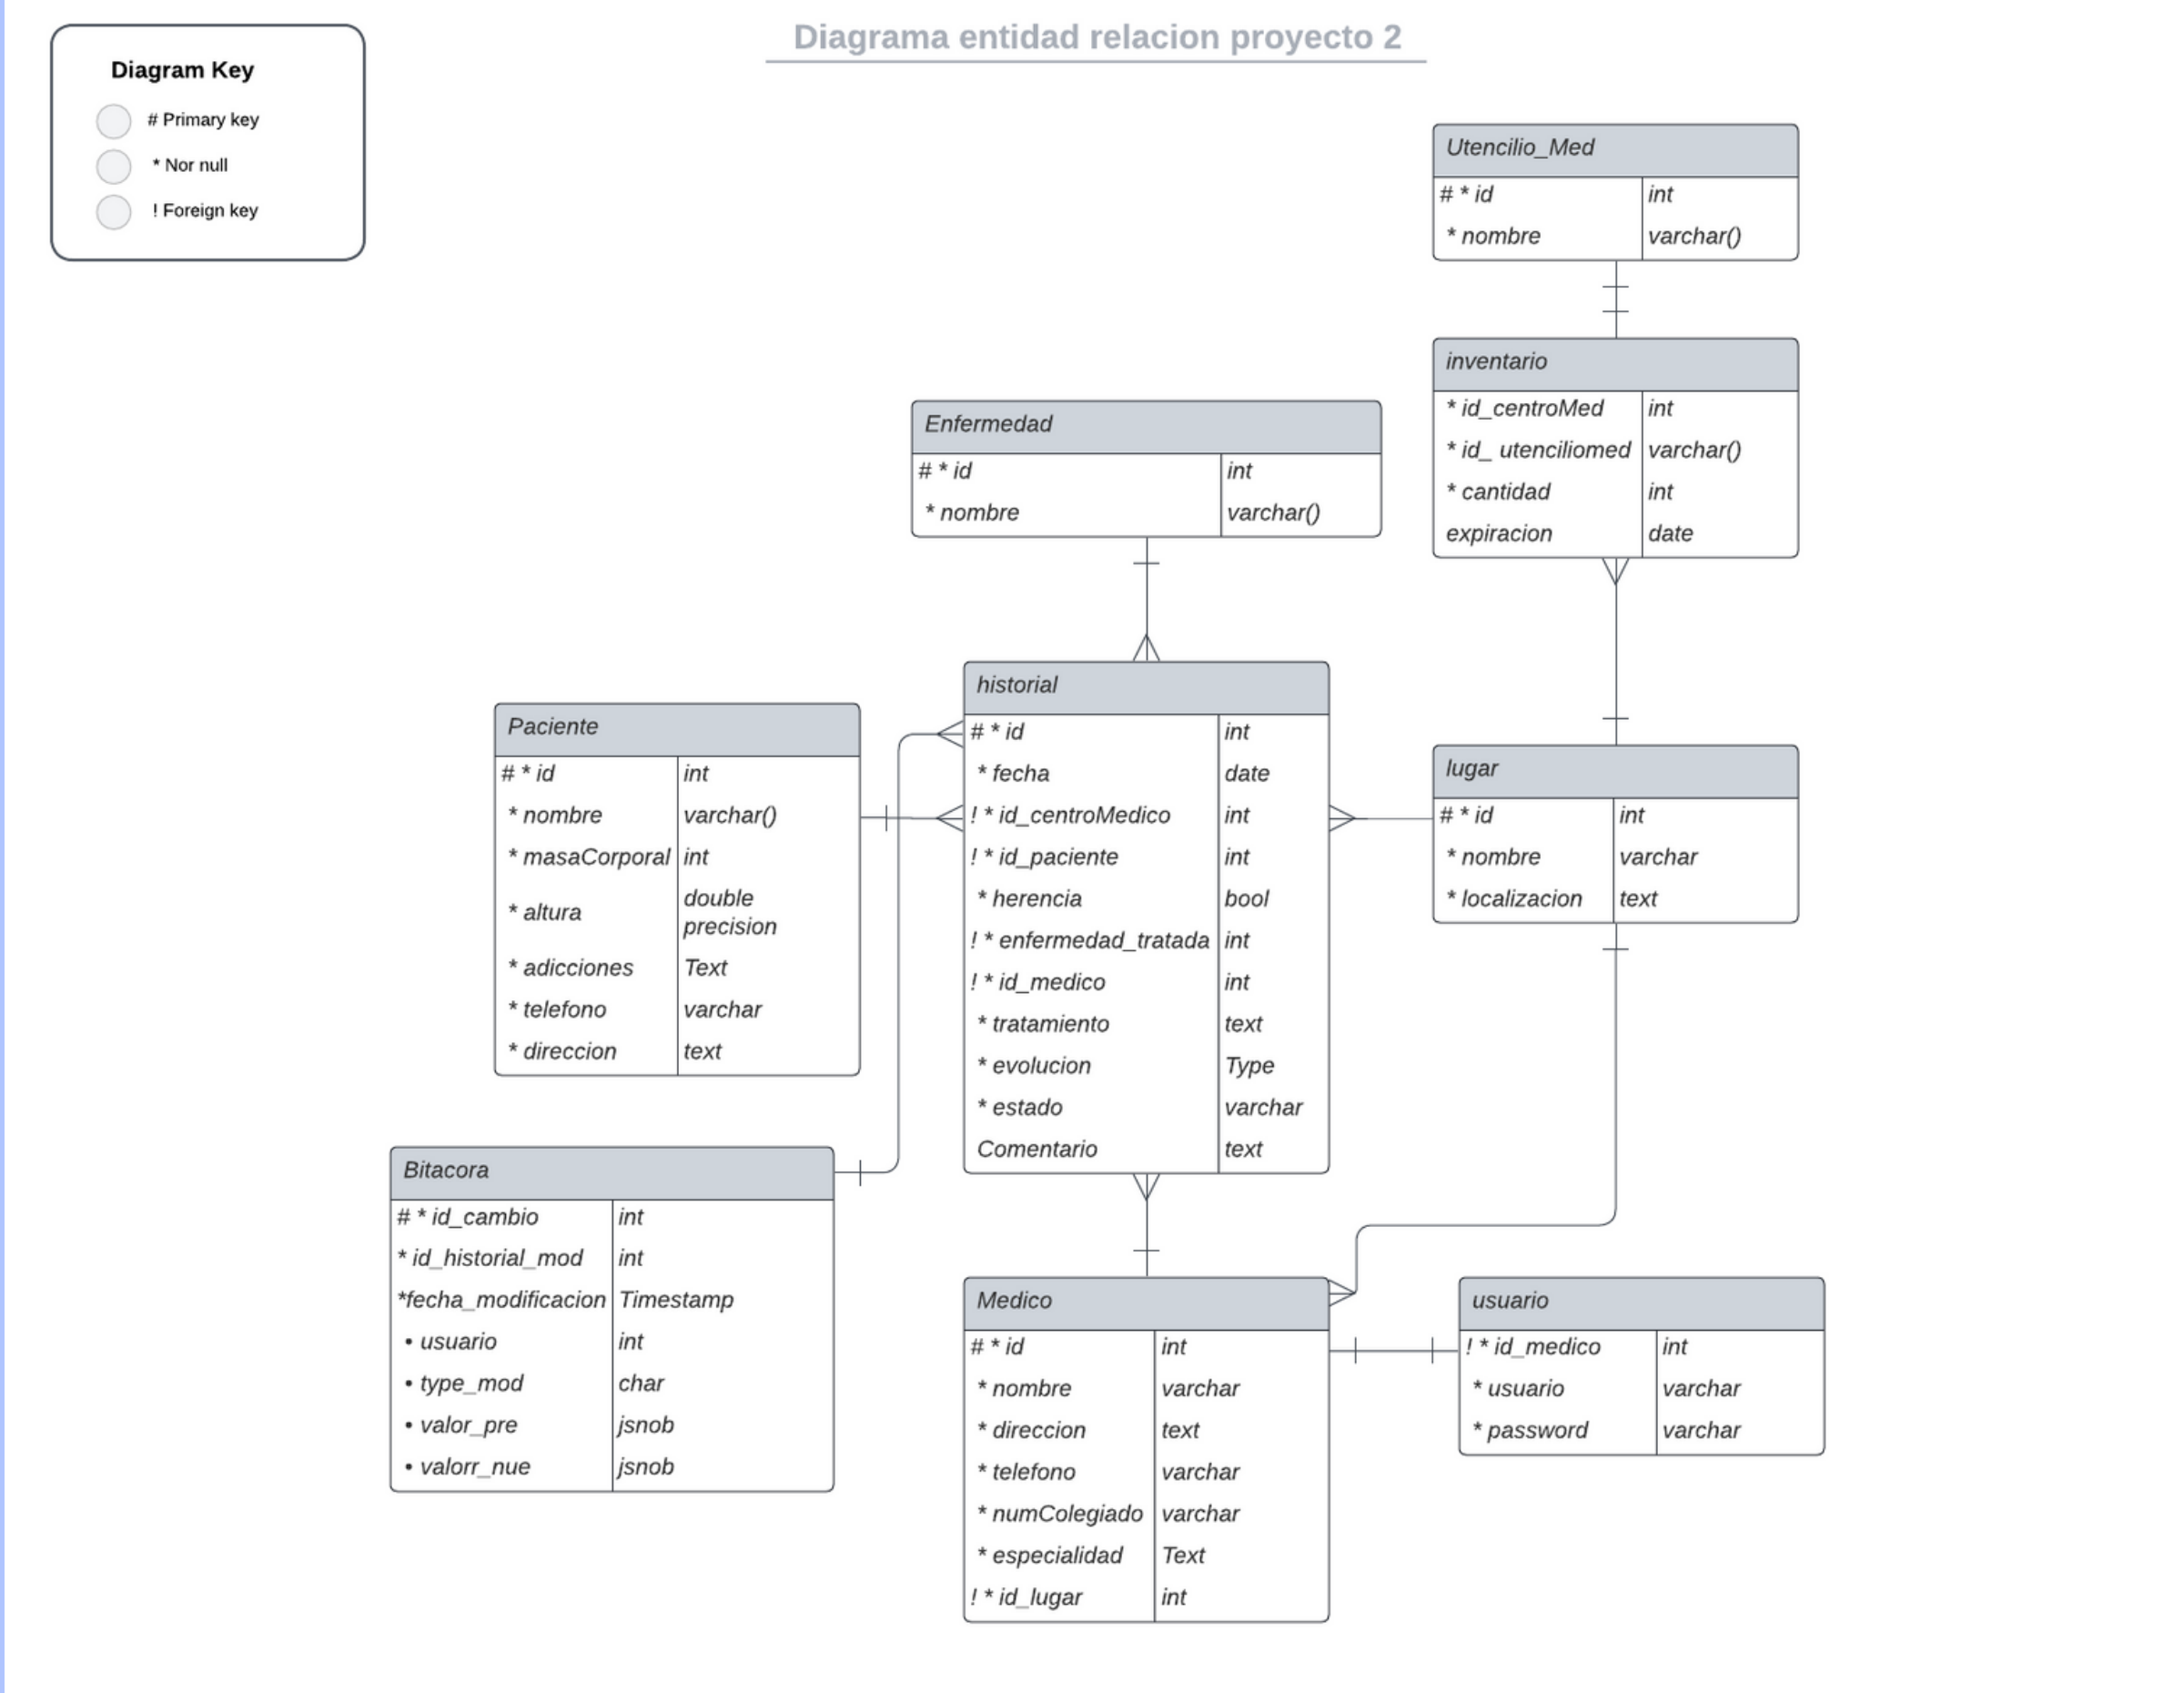 Diagrama entidad relacion proyecto 2
Diagram Key
# Primary key
* Nor null
! Foreign key
Utencilio_Med
# * id int
* nombre varchar()
inventario
* id_centroMed int
* id_ utenciliomed varchar()
* cantidad int
expiracion date
Enfermedad
# * id int
* nombre varchar()
historial
# * id int
* fecha date
! * id_centroMedico int
! * id_paciente int
* herencia bool
! * enfermedad_tratada int
! * id_medico int
* tratamiento text
* evolucion Type
* estado varchar
Comentario text
Paciente
# * id int
* nombre varchar()
* masaCorporal int
* altura double
precision
* adicciones Text
* telefono varchar
* direccion text
lugar
# * id int
* nombre varchar
* localizacion text
Bitacora
# * id_cambio int
* id_historial_mod int
*fecha_modificacion Timestamp
• usuario int
• type_mod char
• valor_pre jsnob
• valorr_nue jsnob
Medico
# * id int
* nombre varchar
* direccion text
* telefono varchar
* numColegiado varchar
* especialidad Text
! * id_lugar int
usuario
! * id_medico int
* usuario varchar
* password varchar